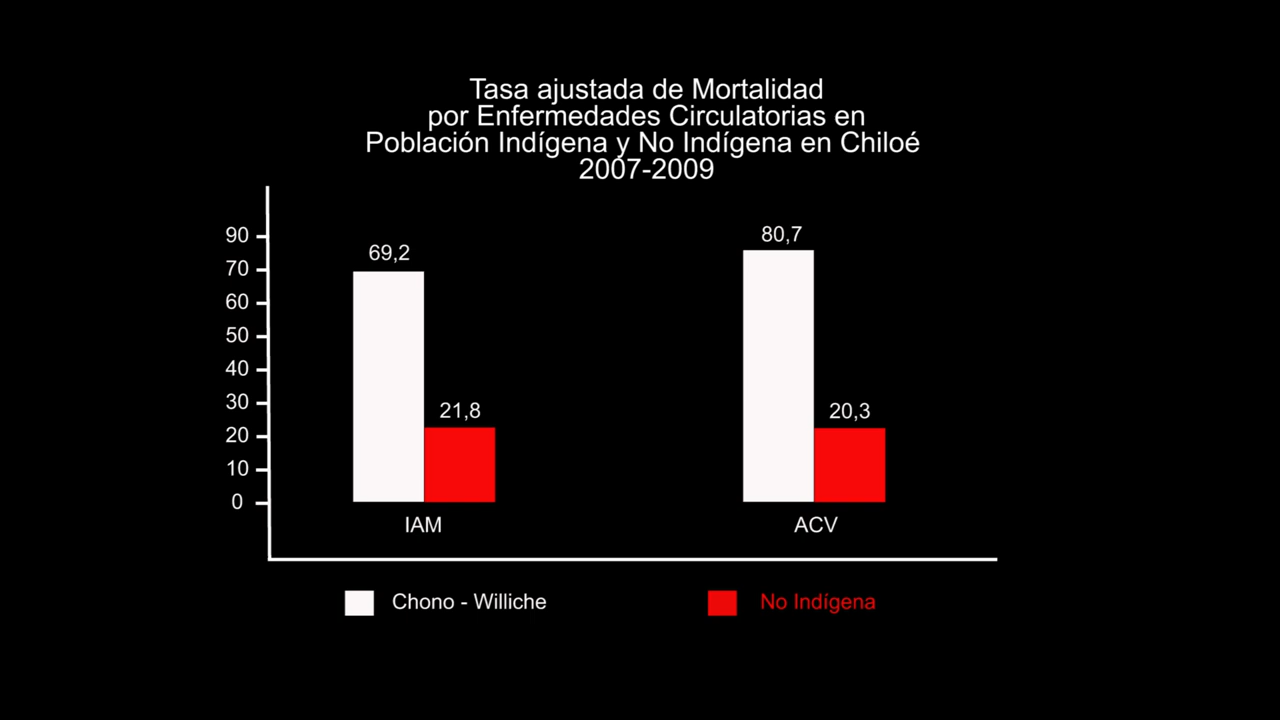 Tasa ajustada de Mortalidad
por Enfermedades Circulatorias en
Población Indígena y No Indígena en Chiloé
2007-2009
90
70
60
50
40
30
20
10
0
69,2
21,8
80,7
20,3
IAM
ACV
Chono - Williche
No Indígena